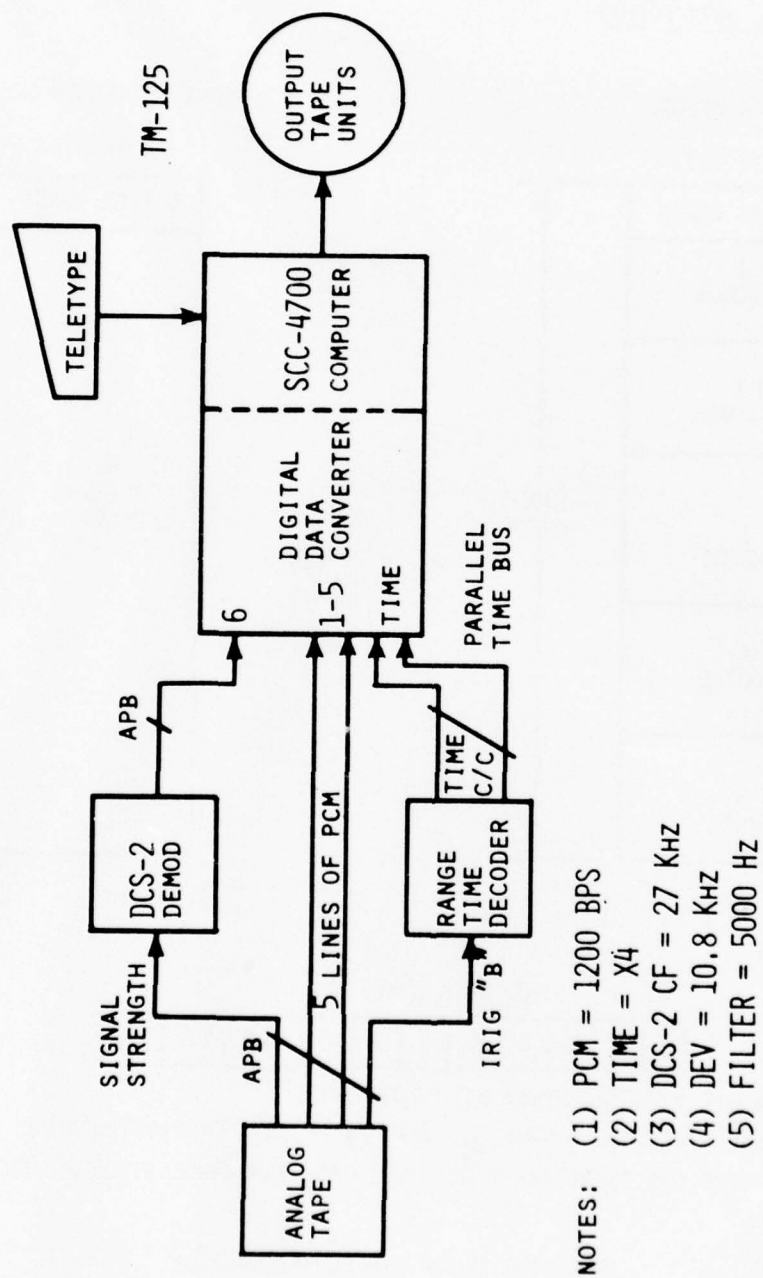 TM-125
TELETYPE
OUTPUT
TAPE
UNITS
SCC-4700
COMPUTER
DIGITAL
DATA
CONVERTER
6
1-5
TIME
PARALLEL
TIME BUS
APB
DCS-2
DEMOD
SIGNAL
STRENGTH
5 LINES OF PCM
TIME
C/C
RANGE
TIME
DECODER
IRIG "B"
APB
ANALOG
TAPE
NOTES: (1) PCM = 1200 BPS
(2) TIME = X4
(3) DCS-2 CF = 27 KHZ
(4) DEV = 10.8 KHZ
(5) FILTER = 5000 HZ